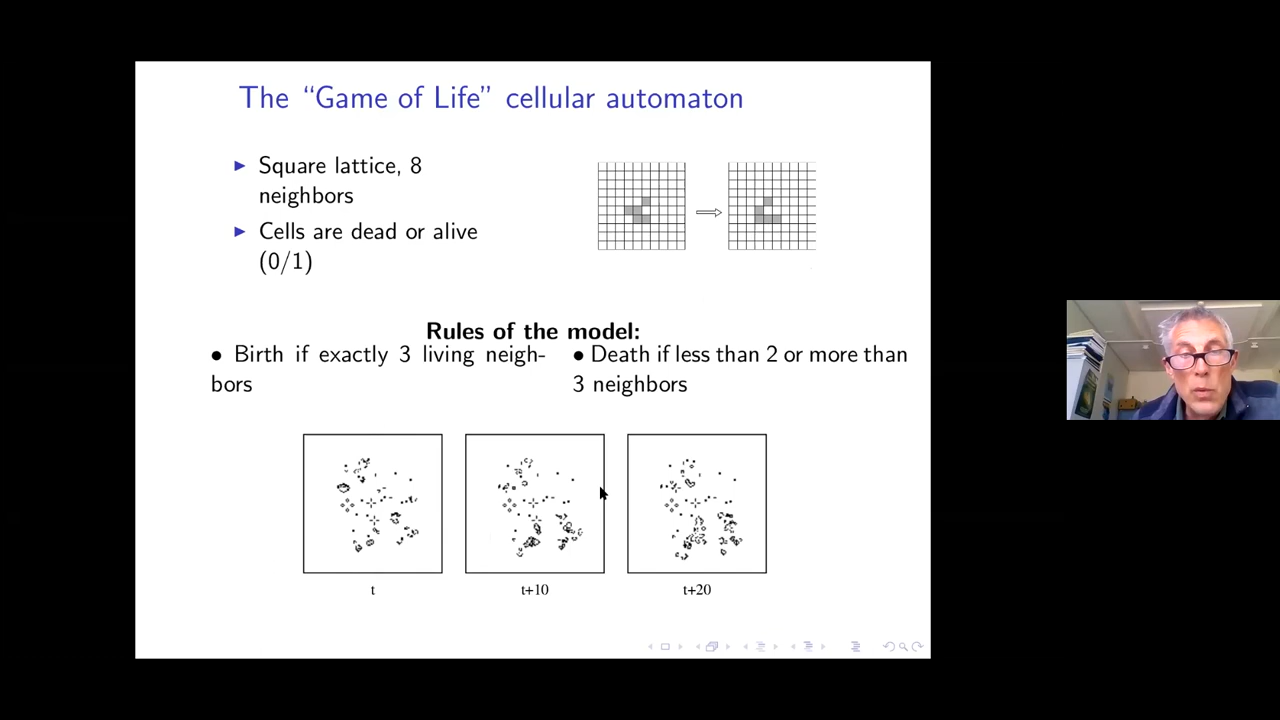 The “Game of Life” cellular automaton
▶ Square lattice, 8
neighbors
▶ Cells are dead or alive
(0/1)
Rules of the model:
• Birth if exactly 3 living neigh-
bors
• Death if less than 2 or more than
3 neighbors
t
t+10
t+20